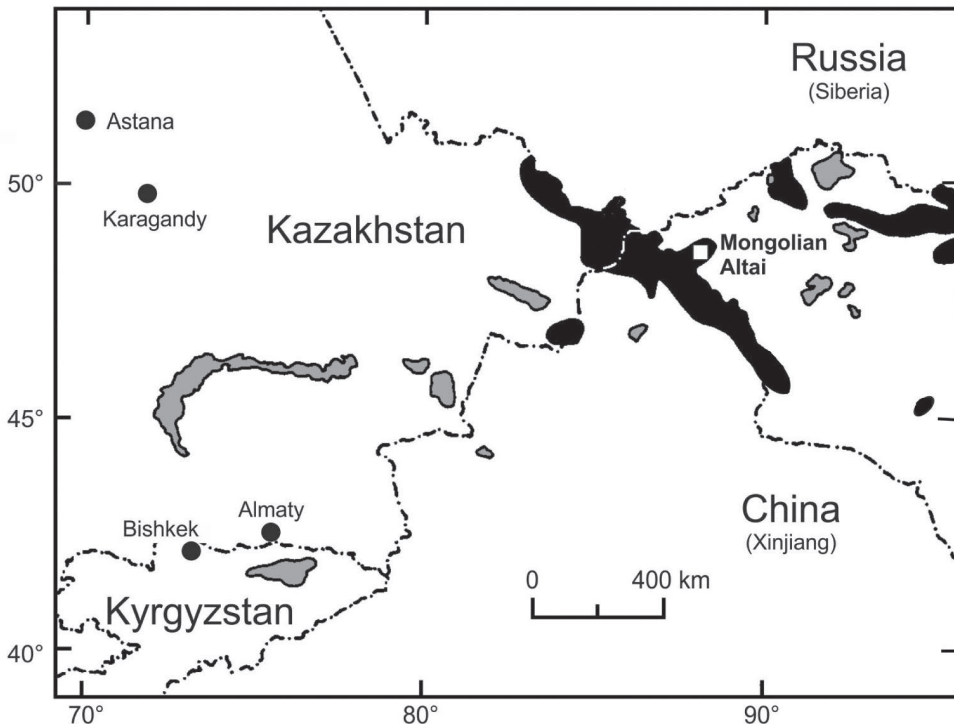 Russia
(Siberia)
Astana
50°
Karagandy
Kazakhstan
Mongolian
Altai
45°
Almaty
Bishkek
China
(Xinjiang)
0 400 km
Kyrgyzstan
40°
70° 80° 90°